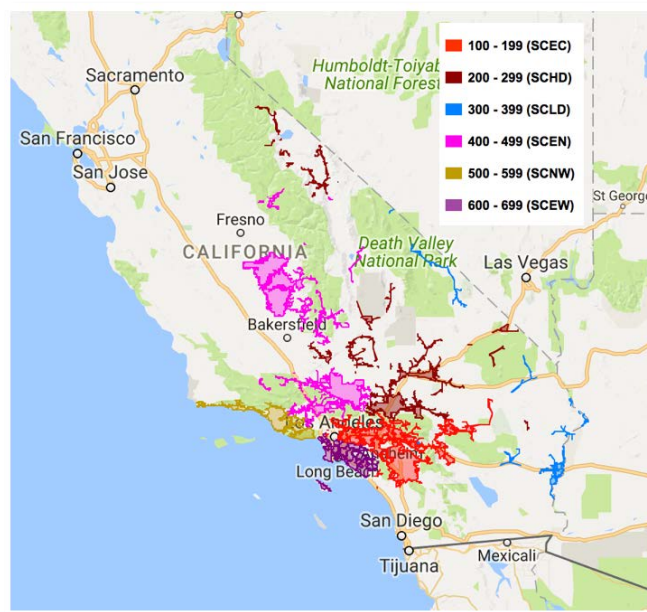 100 - 199 (SCEC)
200 - 299 (SCHD)
300 - 399 (SCLD)
400 - 499 (SCEN)
500 - 599 (SCNW)
600 - 699 (SCEW)
Humboldt-Toiyab
National Forest
Sacramento
San Francisco
San Jose
St George
Fresno
CALIFORNIA
Death Valley
National Park
Las Vegas
Bakersfield
Los Angeles
Anaheim
Long Beach
San Diego
Tijuana
Mexicali